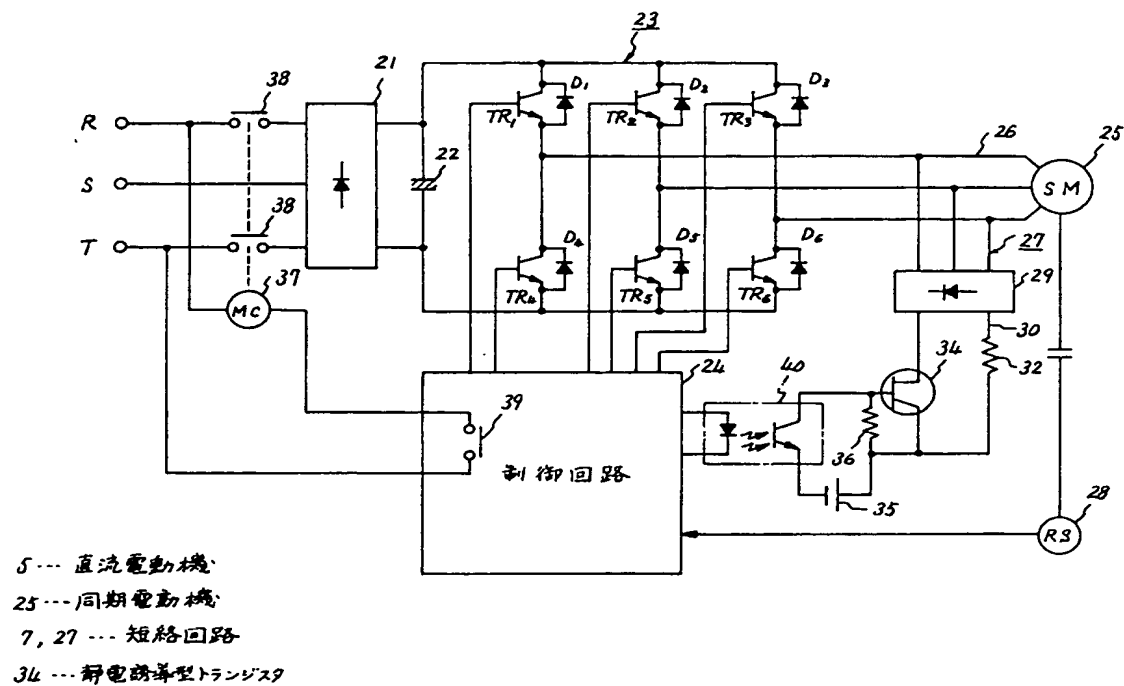 23
38
21
D1
D2
D3
R
TR1
TR2
TR3
26
25
22
S
SM
38
T
D4
D5
D6
27
37
29
MC
TR4
TR5
TR6
30
34
32
24
40
39
36
制御回路
35
28
RS
5… 直流電動機
25…同期電動機
7, 27… 短絡回路
34…静電誘導型トランジスタ